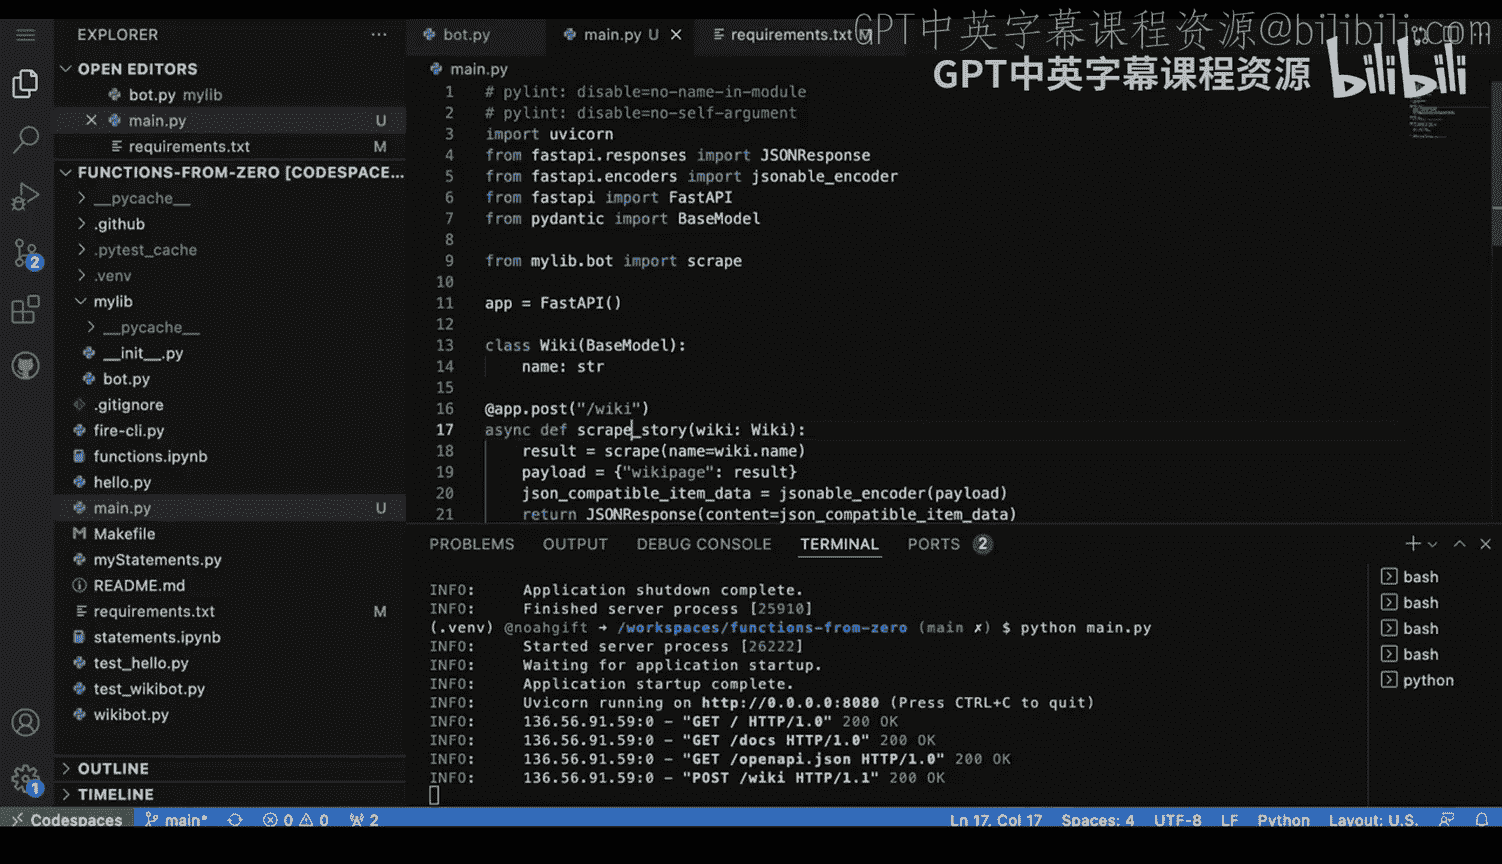 GPT中英字幕课程资源@bilibili.com
GPT中英字幕课程资源 bilibili
EXPLORER
OPEN EDITORS
bot.py mylib
main.py U
requirements.txt M
FUNCTIONS-FROM-ZERO [CODESPACE...
__pycache__
.github
.pytest_cache
.venv
mylib
__pycache__
__init__.py
bot.py
.gitignore
fire-cli.py
functions.ipynb
hello.py
main.py U
Makefile
myStatements.py
README.md
requirements.txt M
statements.ipynb
test_hello.py
test_wikibot.py
wikibot.py
OUTLINE
TIMELINE
2
1
bot.py
main.py U
requirements.txt M
main.py
1 # pylint: disable=no-name-in-module
2 # pylint: disable=no-self-argument
3 import uvicorn
4 from fastapi.responses import JSONResponse
5 from fastapi.encoders import jsonable_encoder
6 from fastapi import FastAPI
7 from pydantic import BaseModel
8
9 from mylib.bot import scrape
10
11 app = FastAPI()
12
13 class Wiki(BaseModel):
14 name: str
15
16 @app.post("/wiki")
17 async def scrape_story(wiki: Wiki):
18 result = scrape(name=wiki.name)
19 payload = {"wikipage": result}
20 json_compatible_item_data = jsonable_encoder(payload)
21 return JSONResponse(content=json_compatible_item_data)
PROBLEMS OUTPUT DEBUG CONSOLE TERMINAL PORTS 2
INFO: Application shutdown complete.
INFO: Finished server process [25910]
(.venv) @noahgift → /workspaces/functions-from-zero (main ✗) $ python main.py
INFO: Started server process [26222]
INFO: Waiting for application startup.
INFO: Application startup complete.
INFO: Uvicorn running on http://0.0.0.0:8080 (Press CTRL+C to quit)
INFO: 136.56.91.59:0 - "GET / HTTP/1.0" 200 OK
INFO: 136.56.91.59:0 - "GET /docs HTTP/1.0" 200 OK
INFO: 136.56.91.59:0 - "GET /openapi.json HTTP/1.0" 200 OK
INFO: 136.56.91.59:0 - "POST /wiki HTTP/1.1" 200 OK
bash
bash
bash
bash
python
Codespaces main* 0 0 2 Ln 17, Col 17 Spaces: 4 UTF-8 LF Python Layout: U.S.